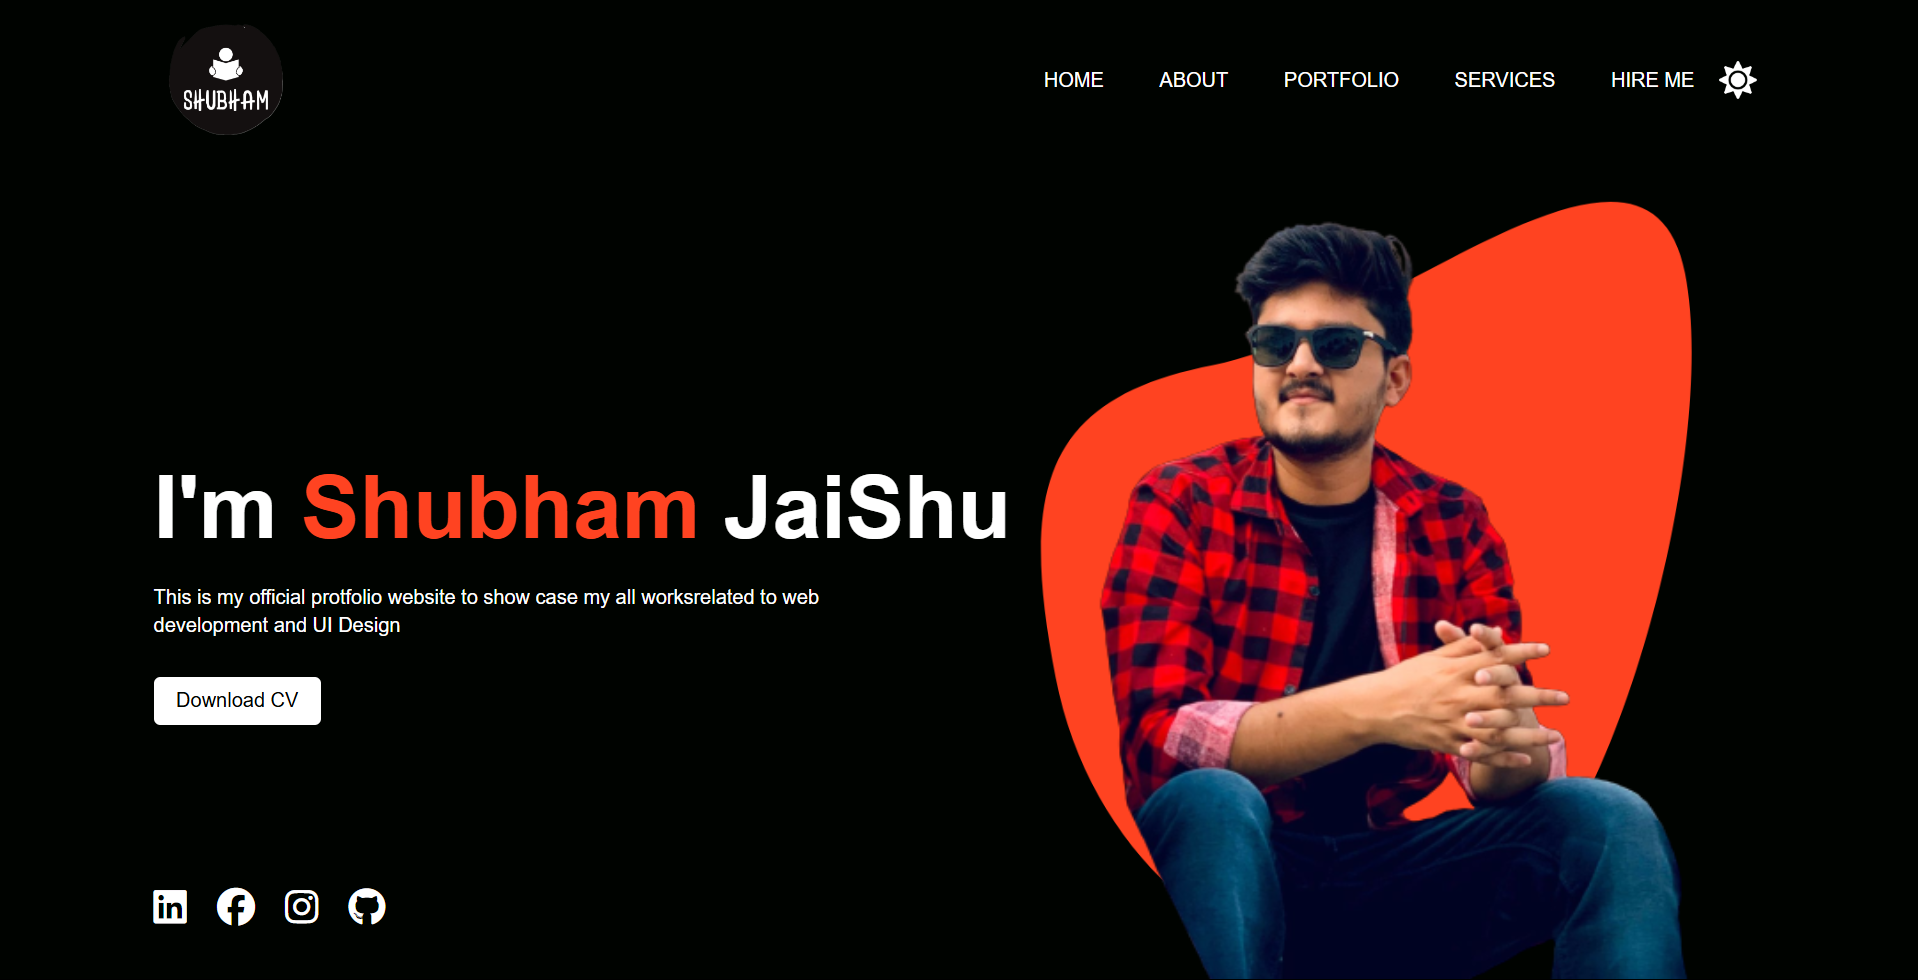 SHUBHAM
HOME ABOUT PORTFOLIO SERVICES HIRE ME
I'm Shubham JaiShu
This is my official protfolio website to show case my all worksrelated to web
development and UI Design
Download CV